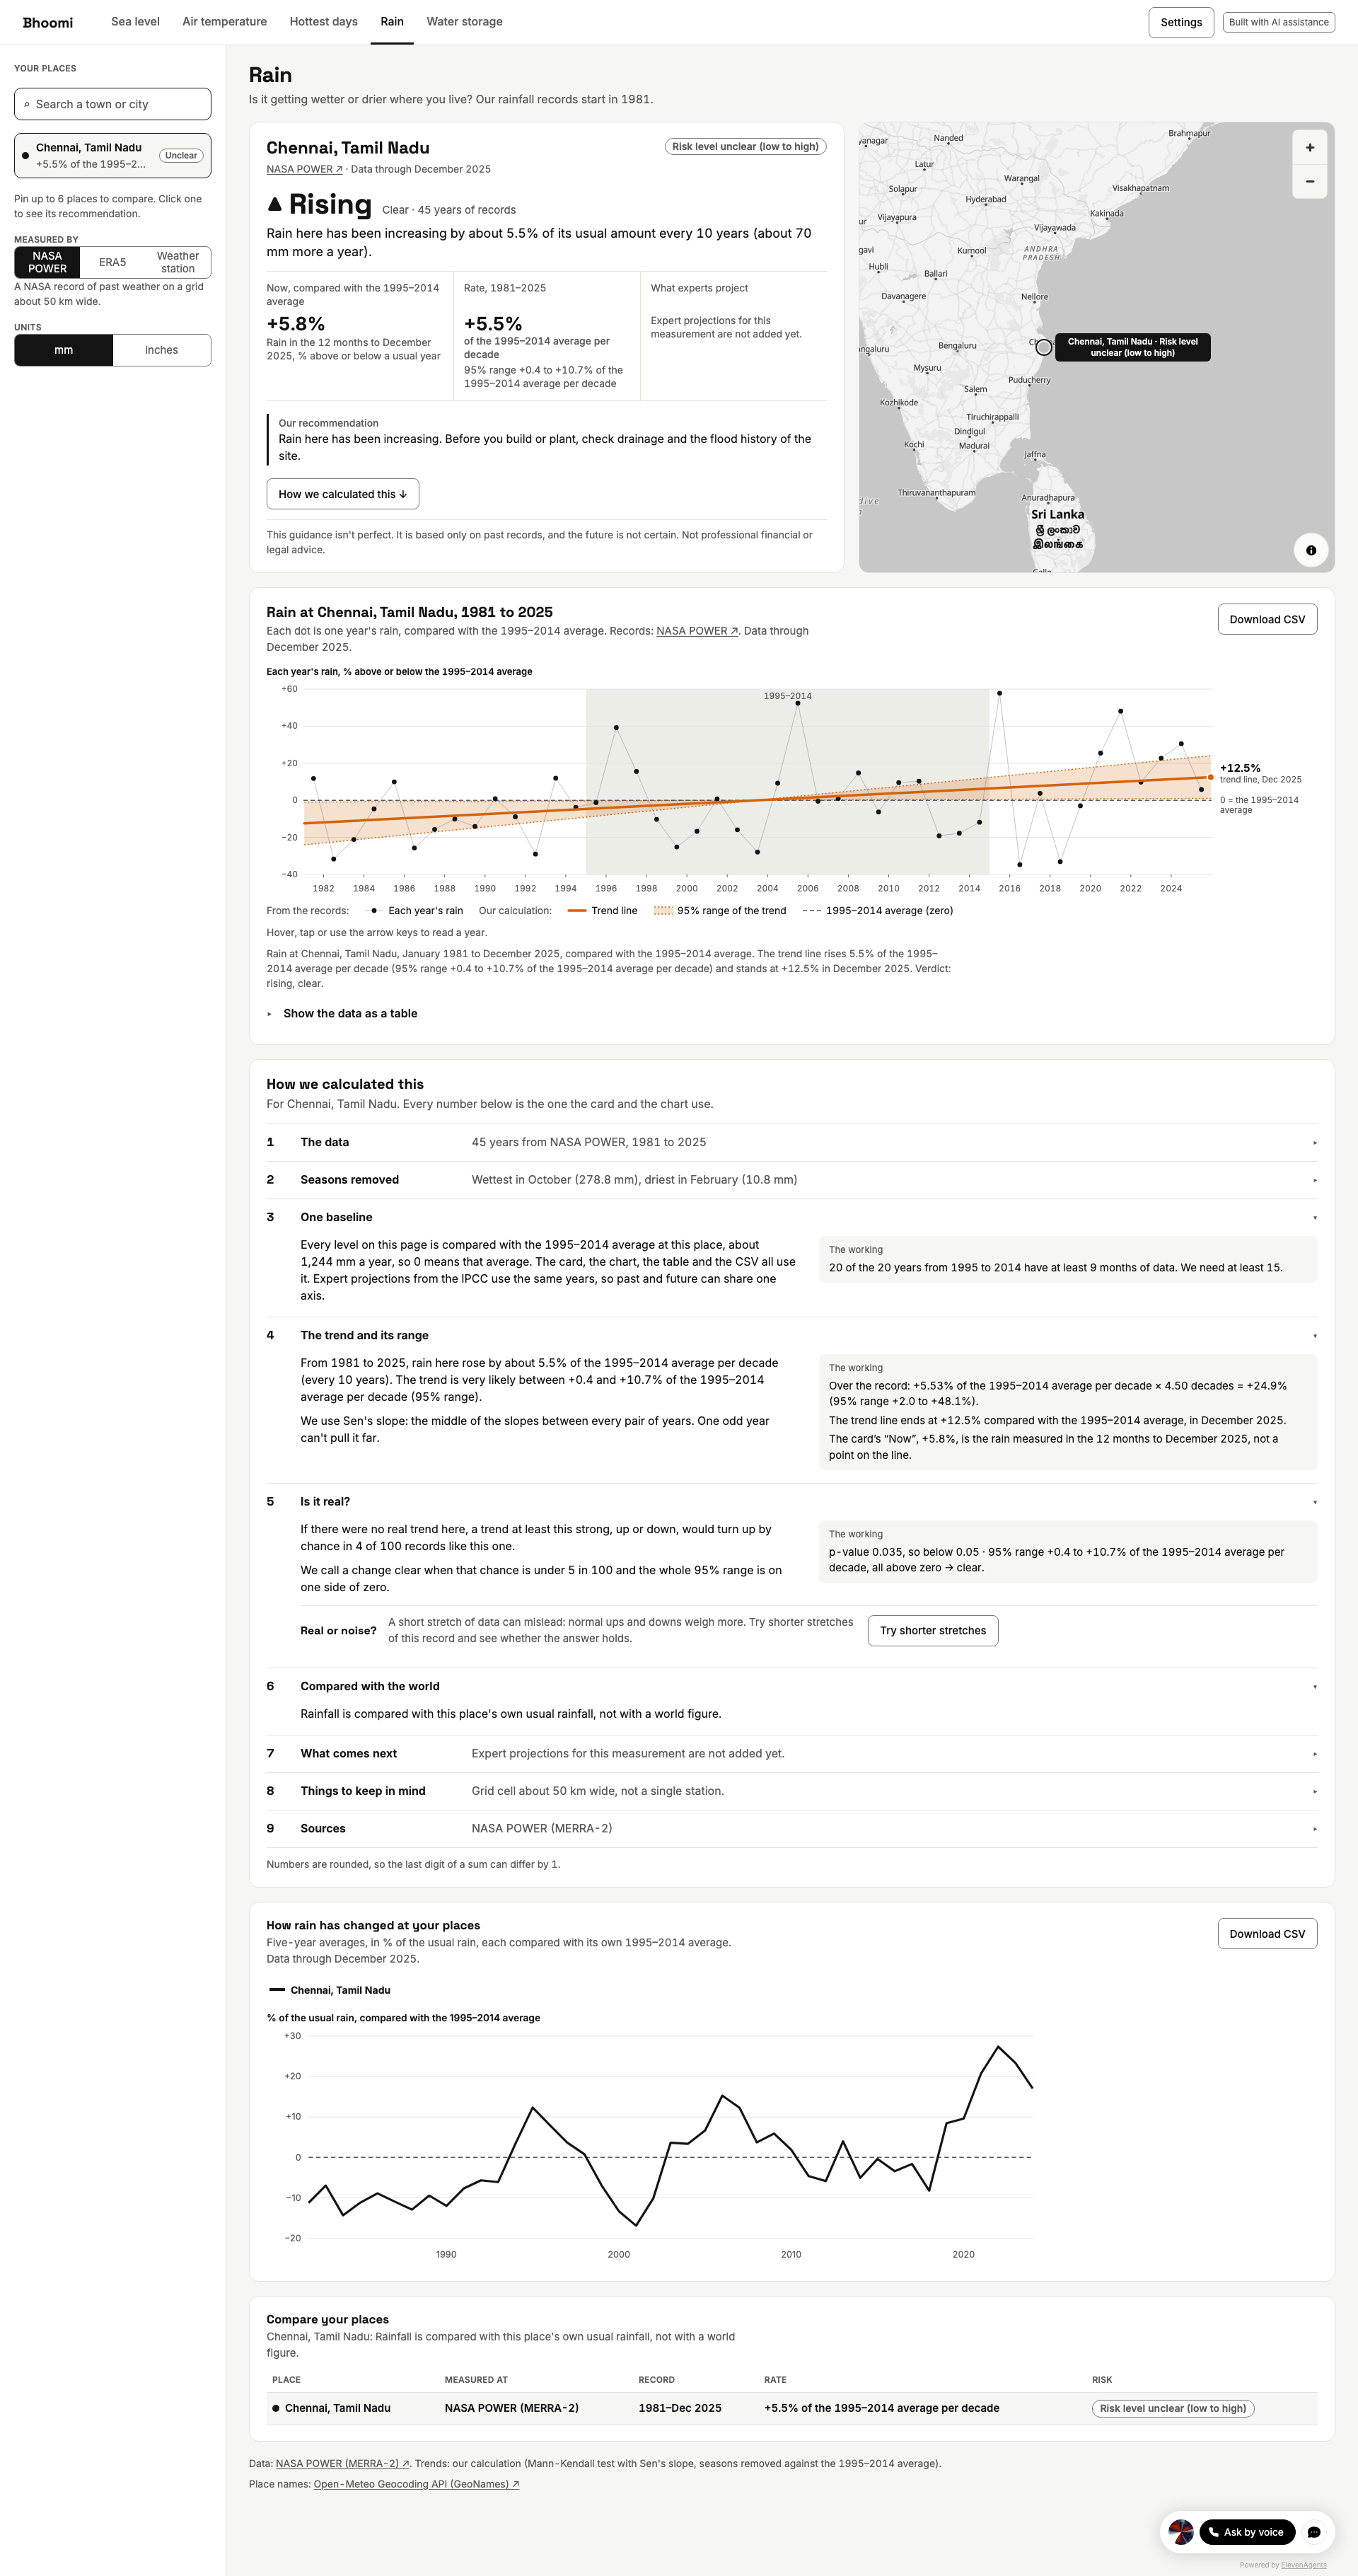 Bhoomi
Sea level
Air temperature
Hottest days
Rain
Water storage
Settings
Built with AI assistance
YOUR PLACES
Search a town or city
Chennai, Tamil Nadu
+5.5% of the 1995–2...
Unclear
Pin up to 6 places to compare. Click one
to see its recommendation.
MEASURED BY
NASA
POWER
ERA5
Weather
station
A NASA record of past weather on a grid
about 50 km wide.
UNITS
mm
inches
Rain
Is it getting wetter or drier where you live? Our rainfall records start in 1981.
Chennai, Tamil Nadu
Risk level unclear (low to high)
NASA POWER ↗ · Data through December 2025
▲ Rising
Clear · 45 years of records
Rain here has been increasing by about 5.5% of its usual amount every 10 years (about 70
mm more a year).
Now, compared with the 1995–2014
average
+5.8%
Rain in the 12 months to December
2025, % above or below a usual year
Rate, 1981–2025
+5.5%
of the 1995–2014 average per
decade
95% range +0.4 to +10.7% of the
1995–2014 average per decade
What experts project
Expert projections for this
measurement are not added yet.
Our recommendation
Rain here has been increasing. Before you build or plant, check drainage and the flood history of the
site.
How we calculated this ↓
This guidance isn't perfect. It is based only on past records, and the future is not certain. Not professional financial or
legal advice.
anagar
Nanded
Brahmapur
Latur
Warangal
Solapur
Visakhapatnam
Hyderabad
Kakinada
Vijayapura
ur
Vijayawada
gavi
Kurnool
ANDHRA
PRADESH
Hubli
Ballari
Davanagere
Nellore
Bengaluru
ngaluru
Mysuru
Puducherry
Salem
Kozhikode
Tiruchirappalli
Dindigul
Kochi
Madurai
Jaffna
Thiruvananthapuram
Anuradhapura
dive
Sri Lanka
ශ්‍රී ලංකාව
இலங்கை
Galle
Chennai, Tamil Nadu · Risk level
unclear (low to high)
+
−
Rain at Chennai, Tamil Nadu, 1981 to 2025
Each dot is one year's rain, compared with the 1995–2014 average. Records: NASA POWER ↗. Data through
December 2025.
Download CSV
Each year's rain, % above or below the 1995–2014 average
+60
+40
+20
0
−20
−40
1995–2014
+12.5%
trend line, Dec 2025
0 = the 1995–2014
average
1982 1984 1986 1988 1990 1992 1994 1996 1998 2000 2002 2004 2006 2008 2010 2012 2014 2016 2018 2020 2022 2024
From the records: Each year's rain Our calculation: Trend line 95% range of the trend 1995–2014 average (zero)
Hover, tap or use the arrow keys to read a year.
Rain at Chennai, Tamil Nadu, January 1981 to December 2025, compared with the 1995–2014 average. The trend line rises 5.5% of the 1995–
2014 average per decade (95% range +0.4 to +10.7% of the 1995–2014 average per decade) and stands at +12.5% in December 2025. Verdict:
rising, clear.
Show the data as a table
How we calculated this
For Chennai, Tamil Nadu. Every number below is the one the card and the chart use.
1 The data 45 years from NASA POWER, 1981 to 2025
2 Seasons removed Wettest in October (278.8 mm), driest in February (10.8 mm)
3 One baseline
Every level on this page is compared with the 1995–2014 average at this place, about
1,244 mm a year, so 0 means that average. The card, the chart, the table and the CSV all use
it. Expert projections from the IPCC use the same years, so past and future can share one
axis.
The working
20 of the 20 years from 1995 to 2014 have at least 9 months of data. We need at least 15.
4 The trend and its range
From 1981 to 2025, rain here rose by about 5.5% of the 1995–2014 average per decade
(every 10 years). The trend is very likely between +0.4 and +10.7% of the 1995–2014
average per decade (95% range).
We use Sen's slope: the middle of the slopes between every pair of years. One odd year
can't pull it far.
The working
Over the record: +5.53% of the 1995–2014 average per decade × 4.50 decades = +24.9%
(95% range +2.0 to +48.1%).
The trend line ends at +12.5% compared with the 1995–2014 average, in December 2025.
The card’s “Now”, +5.8%, is the rain measured in the 12 months to December 2025, not a
point on the line.
5 Is it real?
If there were no real trend here, a trend at least this strong, up or down, would turn up by
chance in 4 of 100 records like this one.
We call a change clear when that chance is under 5 in 100 and the whole 95% range is on
one side of zero.
The working
p-value 0.035, so below 0.05 · 95% range +0.4 to +10.7% of the 1995–2014 average per
decade, all above zero → clear.
Real or noise?
A short stretch of data can mislead: normal ups and downs weigh more. Try shorter stretches
of this record and see whether the answer holds.
Try shorter stretches
6 Compared with the world
Rainfall is compared with this place's own usual rainfall, not with a world figure.
7 What comes next Expert projections for this measurement are not added yet.
8 Things to keep in mind Grid cell about 50 km wide, not a single station.
9 Sources NASA POWER (MERRA-2)
Numbers are rounded, so the last digit of a sum can differ by 1.
How rain has changed at your places
Five-year averages, in % of the usual rain, each compared with its own 1995–2014 average.
Data through December 2025.
Download CSV
Chennai, Tamil Nadu
% of the usual rain, compared with the 1995–2014 average
+30
+20
+10
0
−10
−20
1990 2000 2010 2020
Compare your places
Chennai, Tamil Nadu: Rainfall is compared with this place's own usual rainfall, not with a world
figure.
PLACE MEASURED AT RECORD RATE RISK
Chennai, Tamil Nadu NASA POWER (MERRA-2) 1981–Dec 2025 +5.5% of the 1995–2014 average per decade Risk level unclear (low to high)
Data: NASA POWER (MERRA-2) ↗. Trends: our calculation (Mann-Kendall test with Sen's slope, seasons removed against the 1995–2014 average).
Place names: Open-Meteo Geocoding API (GeoNames) ↗
Ask by voice
Powered by ElevenAgents